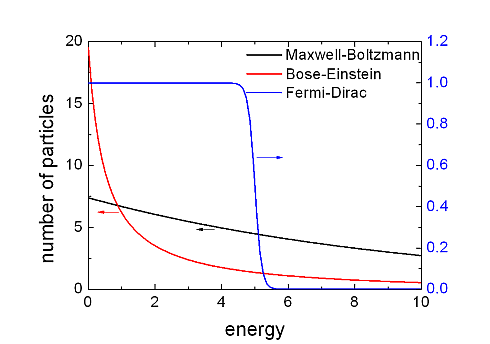 20
15
10
5
0
number of particles
Maxwell-Boltzmann
Bose-Einstein
Fermi-Dirac
1.2
1.0
0.8
0.6
0.4
0.2
0.0
0 2 4 6 8 10
energy